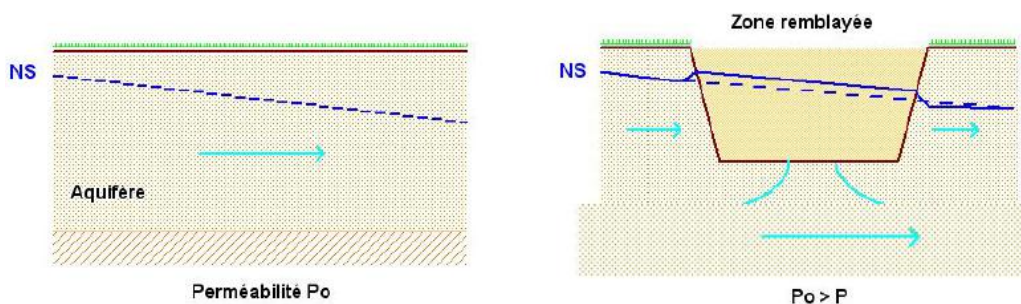 NS
Aquifère
Perméabilité Po
Zone remblayée
NS
Po > P